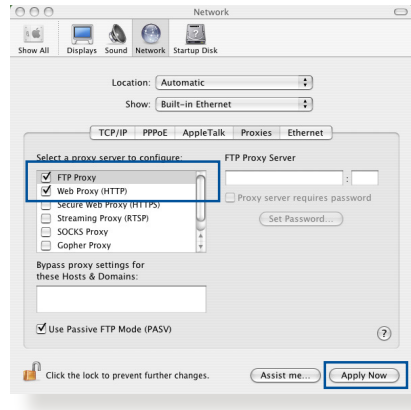 Network
Show All Displays Sound Network Startup Disk
Location: Automatic
Show: Built-in Ethernet
TCP/IP PPPoE AppleTalk Proxies Ethernet
Select a proxy server to configure: FTP Proxy Server
FTP Proxy :
Web Proxy (HTTP) Proxy server requires password
Secure Web Proxy (HTTPS)
Streaming Proxy (RTSP) Set Password...
SOCKS Proxy
Gopher Proxy
Bypass proxy settings for
these Hosts & Domains:
Use Passive FTP Mode (PASV) ?
Click the lock to prevent further changes. Assist me... Apply Now